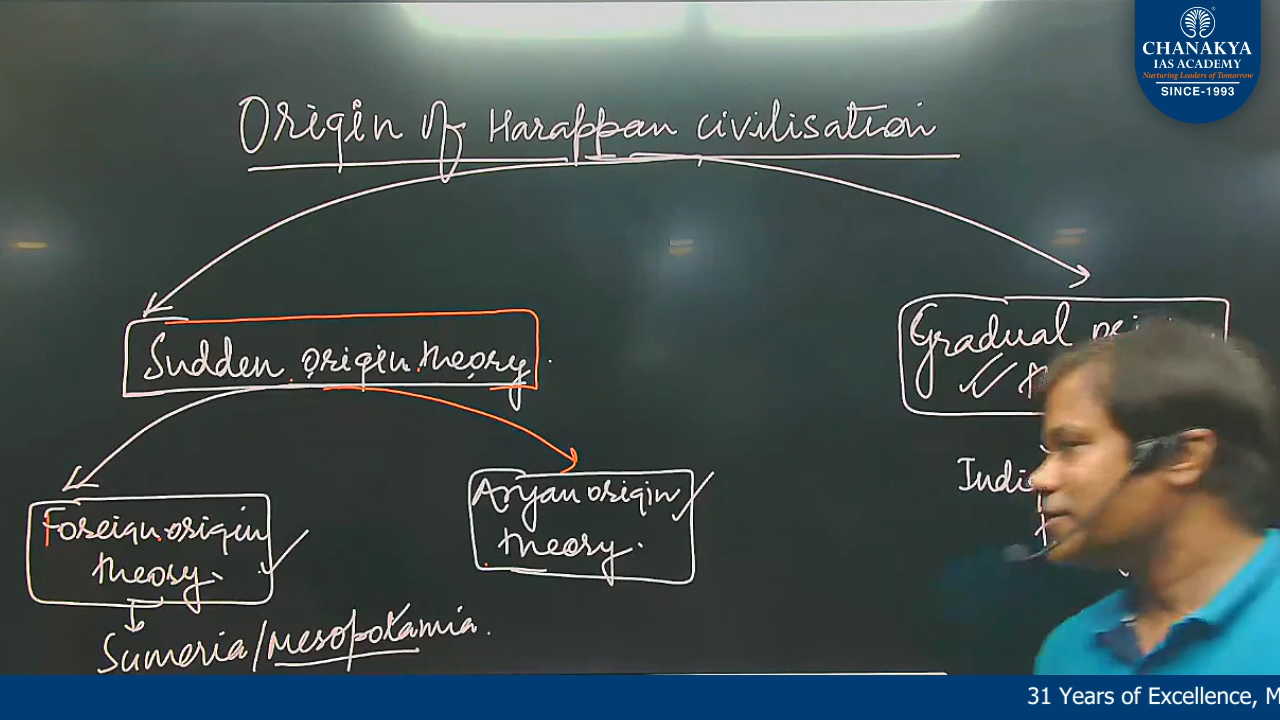 CHANAKYA
IAS ACADEMY
Nurturing Leaders of Tomorrow
SINCE-1993
Origin of Harappan civilisation
Sudden origin theory.
Gradual
Foreign origin
theory.
Aryan origin
theory.
Sumeria/Mesopotamia.
31 Years of Excellence, M